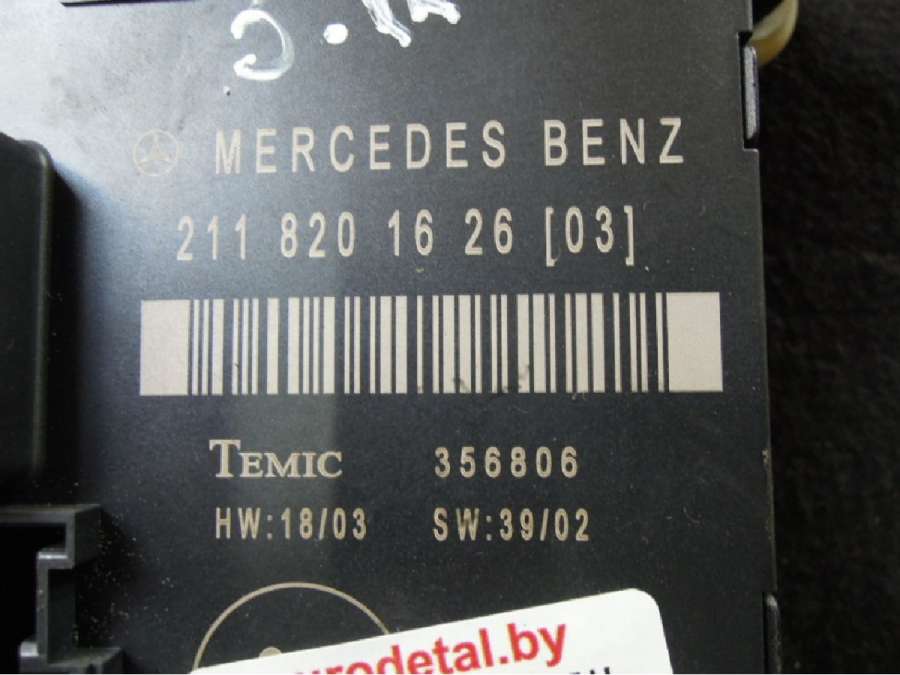 MERCEDES BENZ
211 820 16 26 [03]
TEMIC 356806
HW:18/03 SW:39/02
rodetal.by